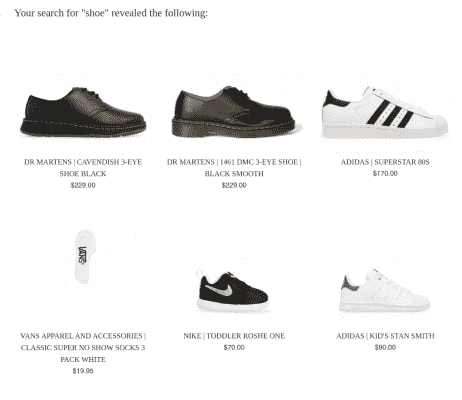 Your search for "shoe" revealed the following:
DR MARTENS | CAVENDISH 3-EYE
SHOE BLACK
$229.00
DR MARTENS | 1461 DMC 3-EYE SHOE |
BLACK SMOOTH
$229.00
ADIDAS | SUPERSTAR 80S
$170.00
VANS
VANS APPAREL AND ACCESSORIES |
CLASSIC SUPER NO SHOW SOCKS 3
PACK WHITE
$19.95
NIKE | TODDLER ROSHE ONE
$70.00
ADIDAS | KID'S STAN SMITH
$90.00